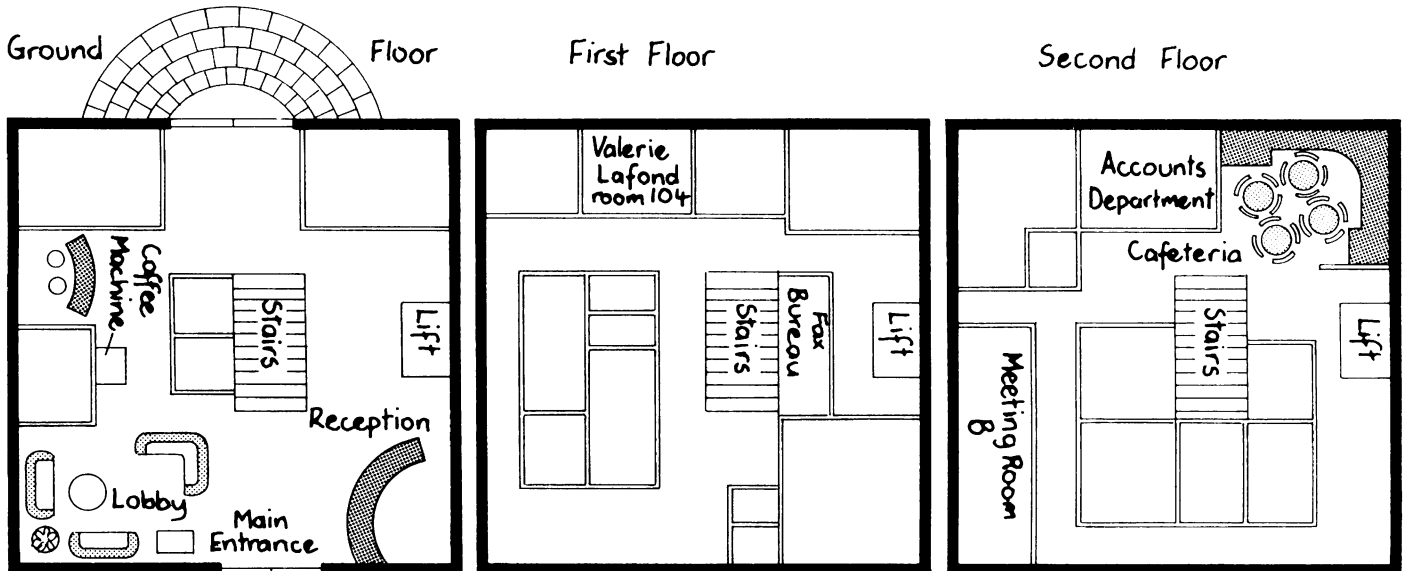 Ground Floor
Coffee
Machine
Stairs
Lift
Reception
Lobby
Main
Entrance
First Floor
Valerie
Lafond
room 104
Stairs
Fax
Bureau
Lift
Second Floor
Accounts
Department
Cafeteria
Stairs
Lift
Meeting Room
B